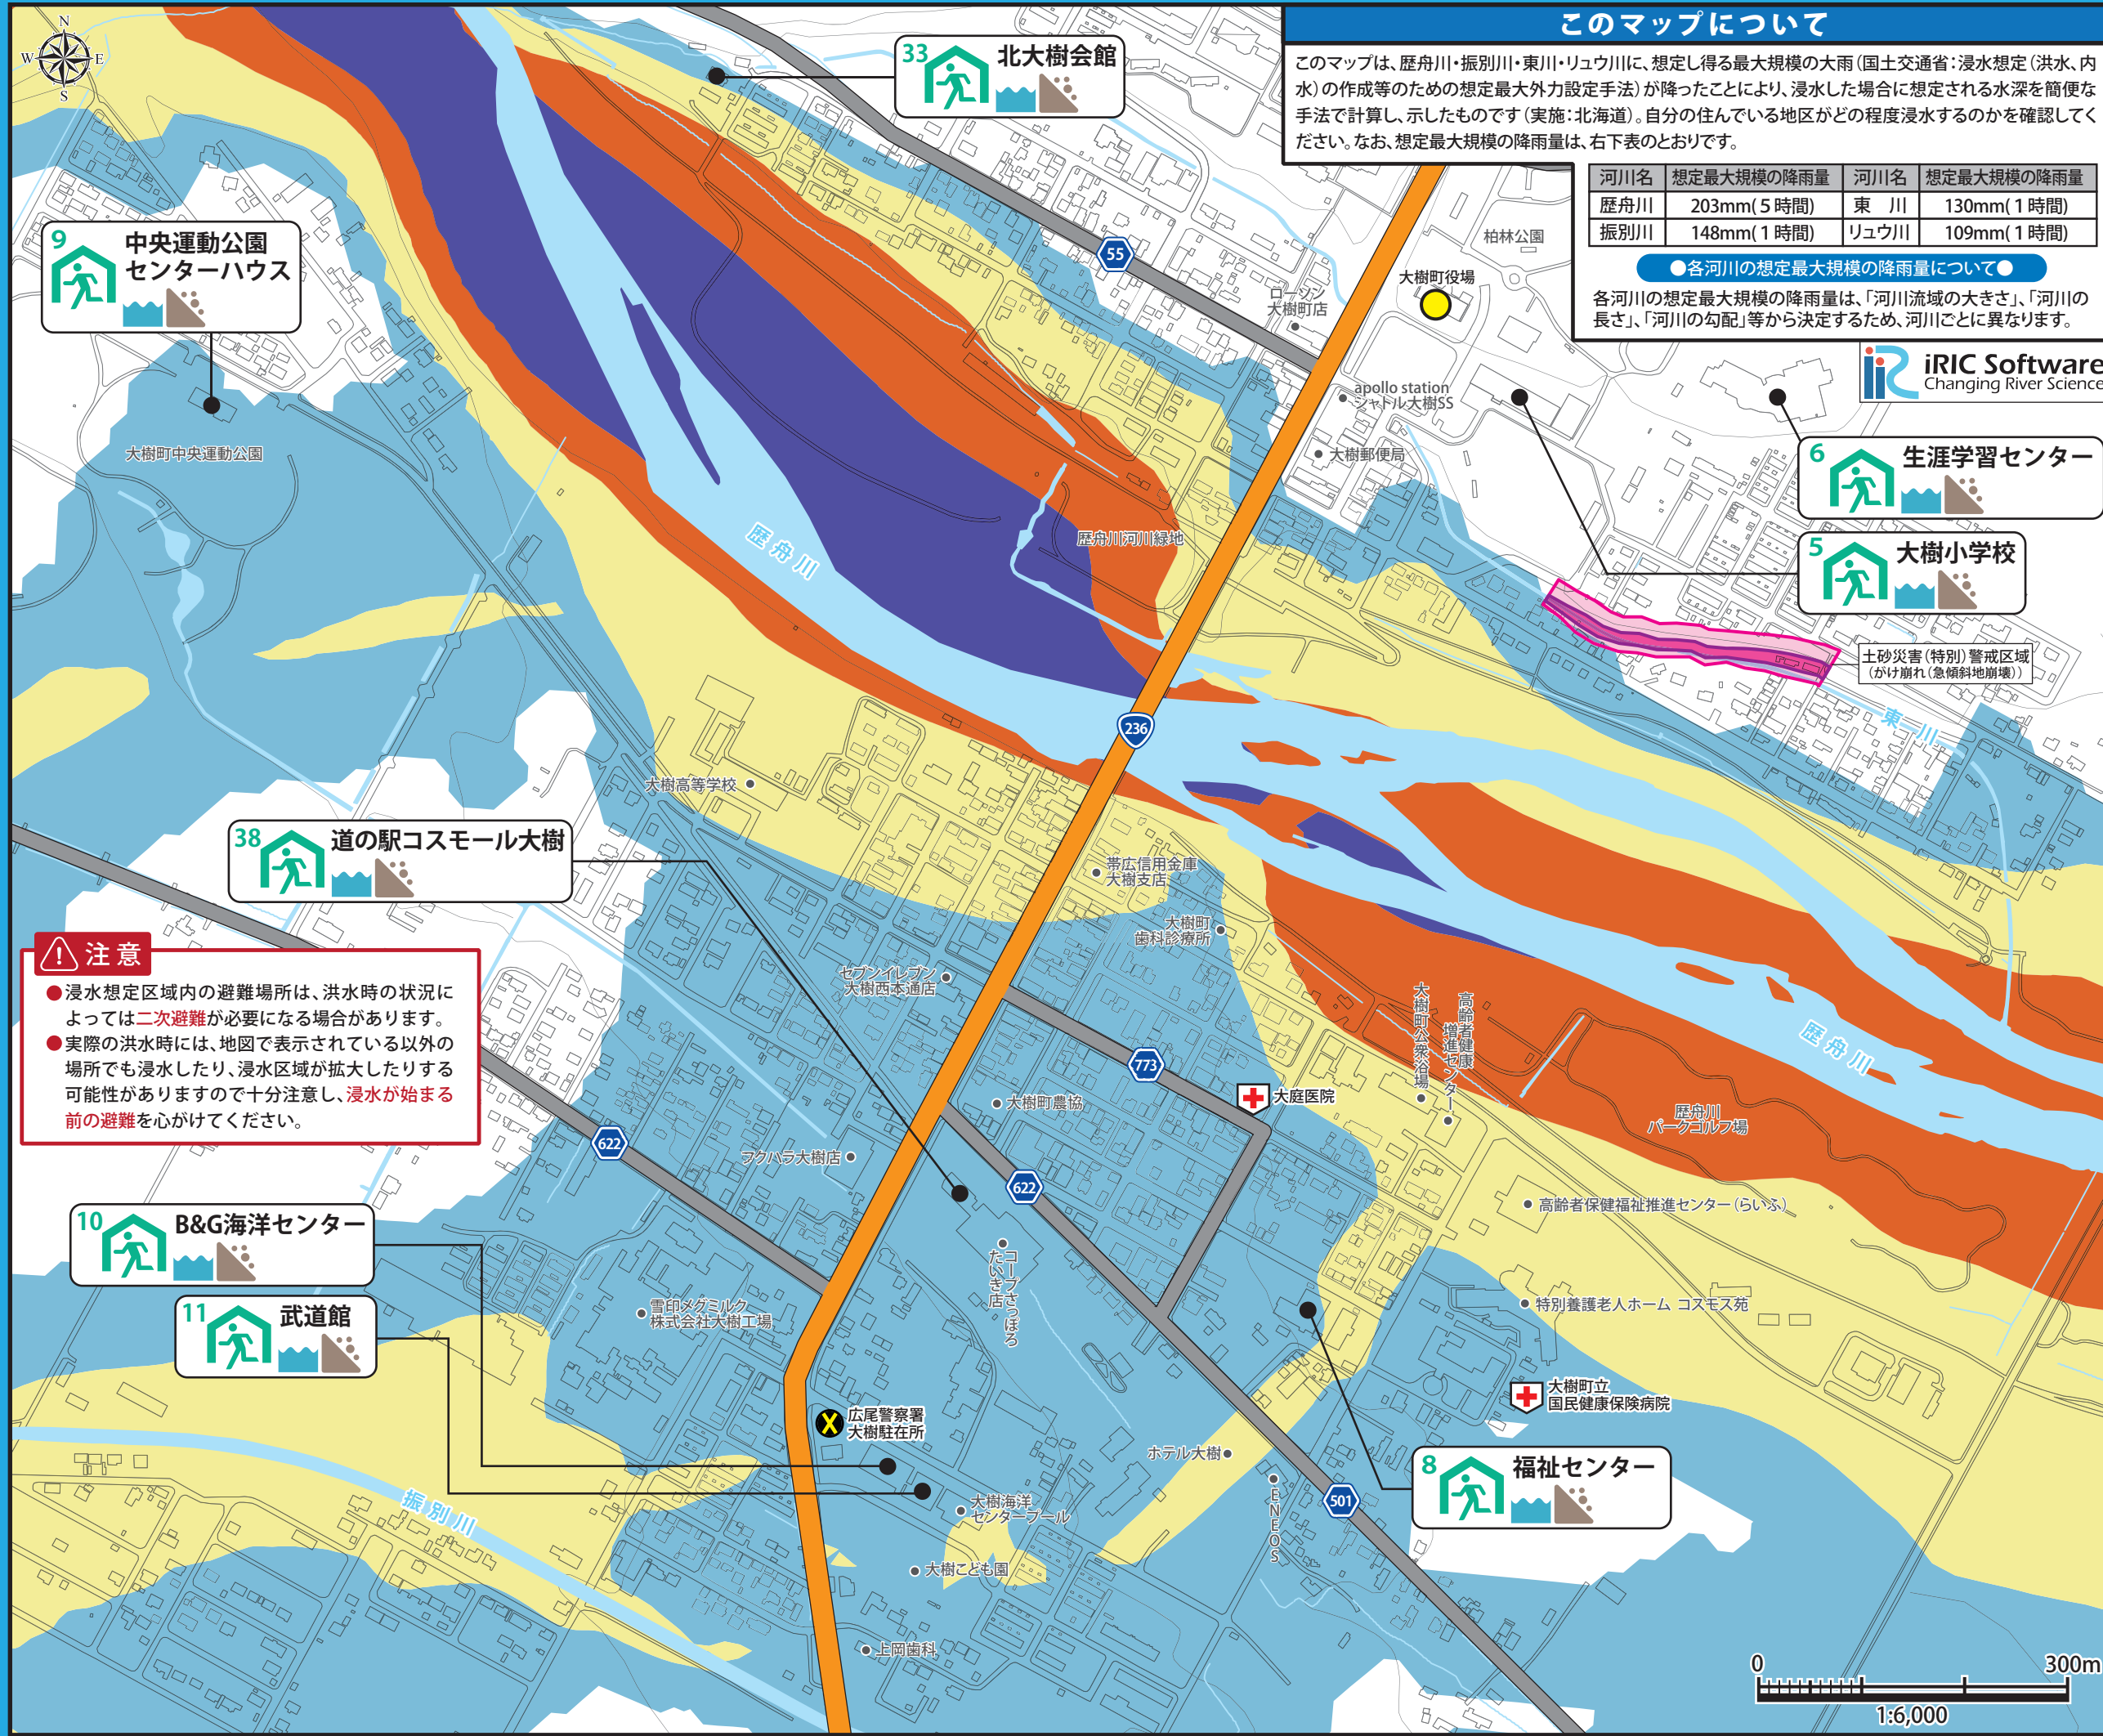 このマップについて
このマップは、歴舟川・振別川・東川・リュウ川に、想定し得る最大規模の大雨(国土交通省:浸水想定(洪水、内
水)の作成等のための想定最大外力設定手法)が降ったことにより、浸水した場合に想定される水深を簡便な
手法で計算し、示したものです(実施:北海道)。自分の住んでいる地区がどの程度浸水するのかを確認してく
ださい。なお、想定最大規模の降雨量は、右下表のとおりです。
河川名 想定最大規模の降雨量 河川名 想定最大規模の降雨量
歴舟川 203mm(5時間) 東 川 130mm(1時間)
振別川 148mm(1時間) リュウ川 109mm(1時間)
●各河川の想定最大規模の降雨量について●
各河川の想定最大規模の降雨量は、「河川流域の大きさ」、「河川の
長さ」、「河川の勾配」等から決定するため、河川ごとに異なります。
iRIC Software
Changing River Science
N
W
E
S
33 北大樹会館
9 中央運動公園
センターハウス
大樹町中央運動公園
55
柏林公園
大樹町役場
ローソン
大樹町店
apollo station
シャトル大樹SS
大樹郵便局
6 生涯学習センター
5 大樹小学校
土砂災害(特別)警戒区域
(がけ崩れ(急傾斜地崩壊))
東川
歴舟川
歴舟川河川緑地
236
大樹高等学校
38 道の駅コスモール大樹
帯広信用金庫
大樹支店
大樹町
歯科診療所
セブンイレブン
大樹西本通店
注意
●浸水想定区域内の避難場所は、洪水時の状況に
よっては二次避難が必要になる場合があります。
●実際の洪水時には、地図で表示されている以外の
場所でも浸水したり、浸水区域が拡大したりする
可能性がありますので十分注意し、浸水が始まる
前の避難を心がけてください。
大樹町公衆浴場
高齢者健康
増進センター
歴舟川
773
大庭医院
大樹町農協
歴舟川
パークゴルフ場
622
フクハラ大樹店
622
高齢者保健福祉推進センター(らいふ)
10 B&G海洋センター
コープさっぽろ
たいき店
11 武道館
雪印メグミルク
株式会社大樹工場
特別養護老人ホーム コスモス苑
大樹町立
国民健康保険病院
広尾警察署
大樹駐在所
ホテル大樹
8 福祉センター
ENEOS
501
振別川
大樹海洋
センタープール
大樹こども園
上岡歯科
0 300m
1:6,000